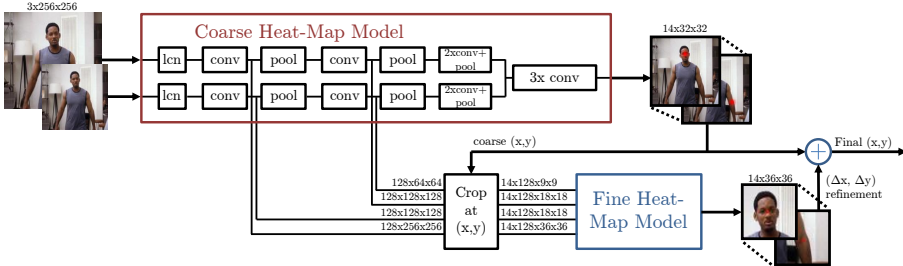 3x256x256
Coarse Heat-Map Model
14x32x32
lcn
conv
pool
conv
pool
2xconv+
pool
3x conv
lcn
conv
pool
conv
pool
2xconv+
pool
coarse (x,y)
Final (x,y)
128x64x64
128x128x128
128x128x128
128x256x256
Crop
at
(x,y)
14x128x9x9
14x128x18x18
14x128x18x18
14x128x36x36
Fine Heat-
Map Model
14x36x36
(Δx, Δy)
refinement
+